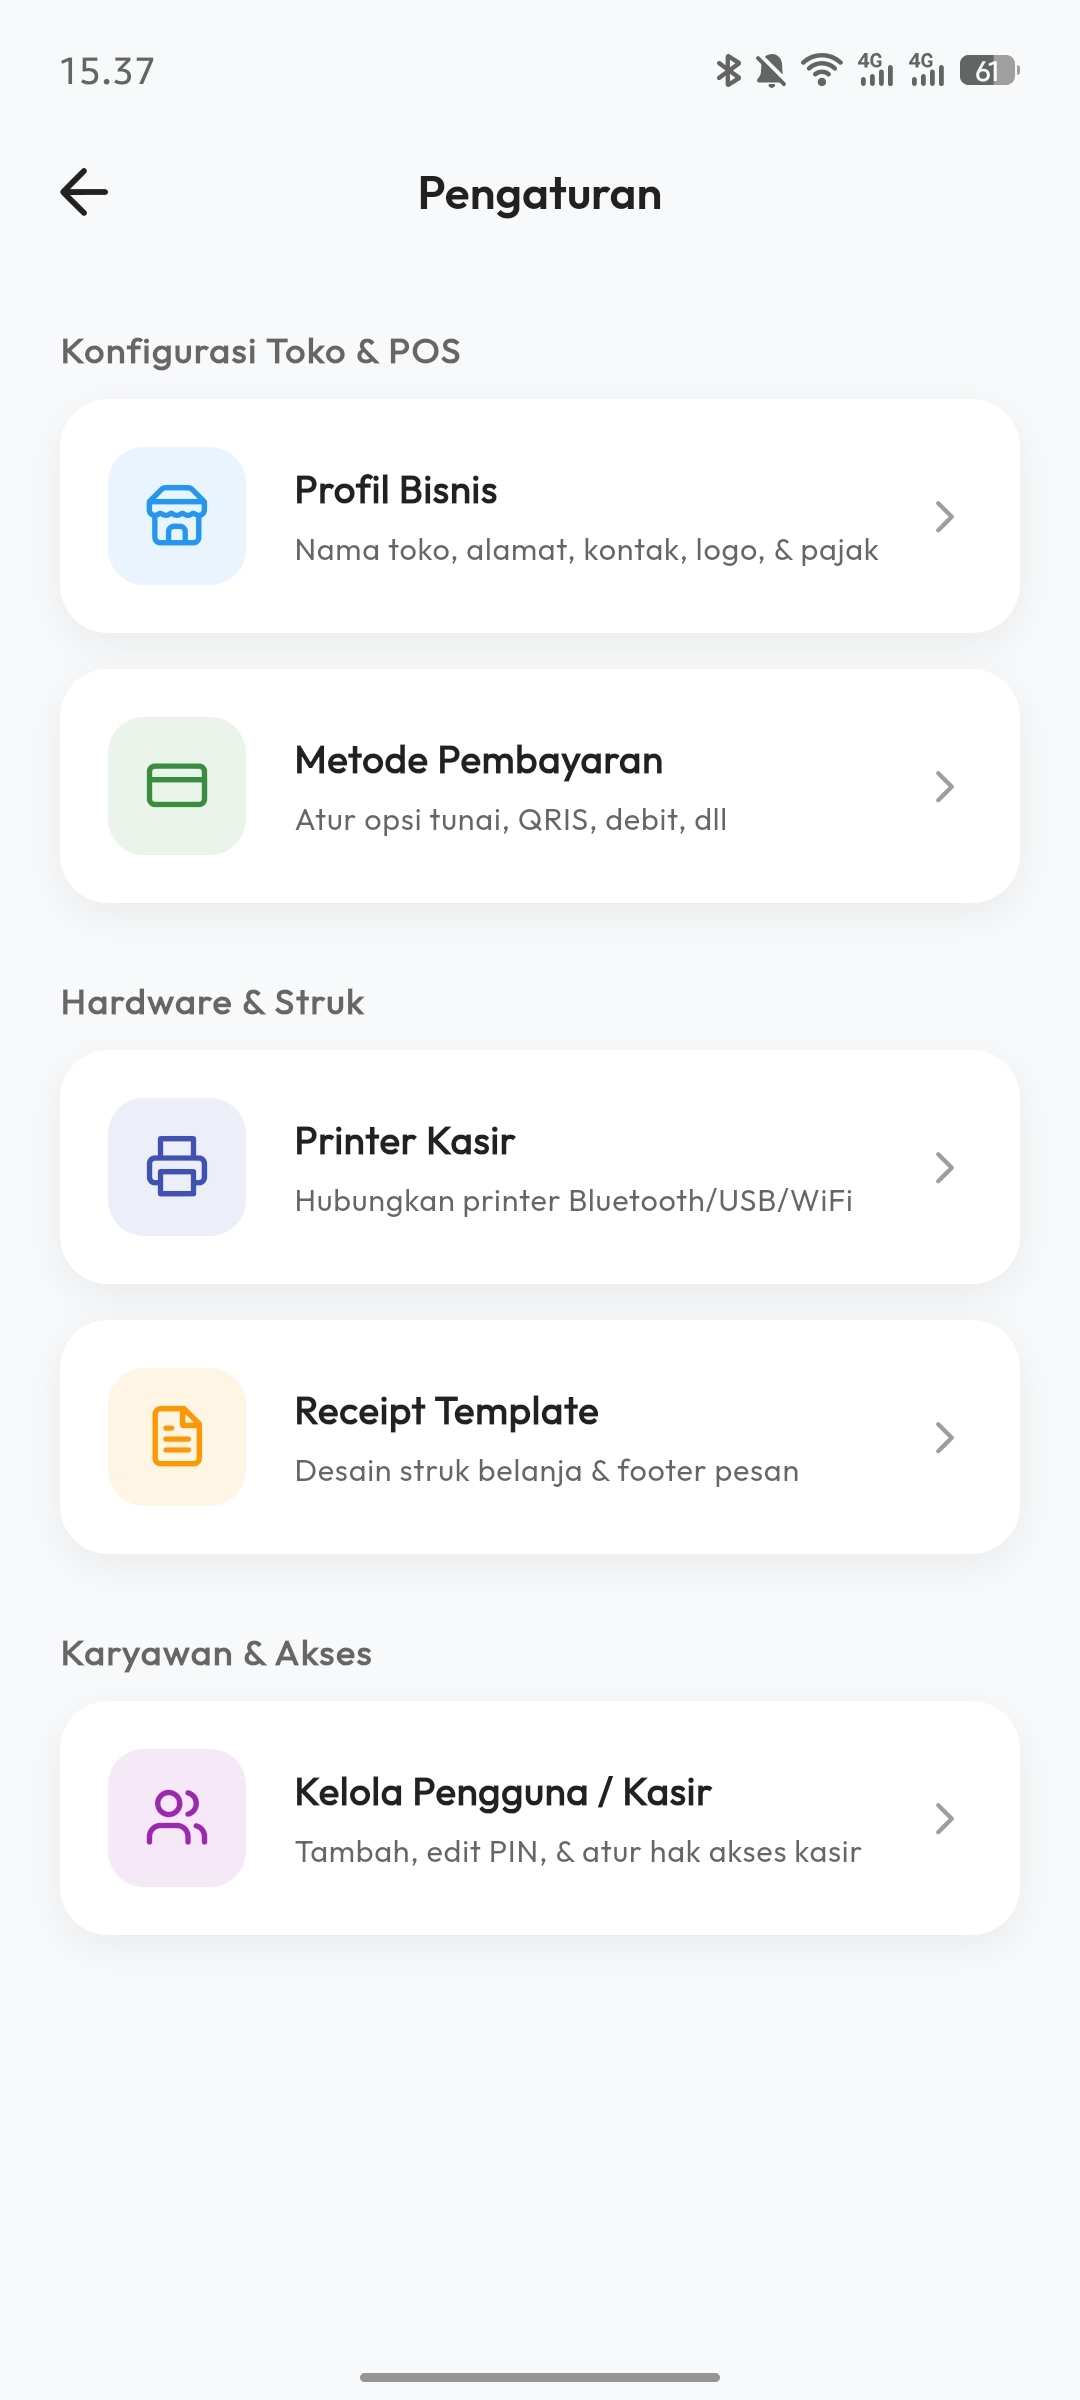 15.37
4G 4G 61
Pengaturan
Konfigurasi Toko & POS
Profil Bisnis
Nama toko, alamat, kontak, logo, & pajak
Metode Pembayaran
Atur opsi tunai, QRIS, debit, dll
Hardware & Struk
Printer Kasir
Hubungkan printer Bluetooth/USB/WiFi
Receipt Template
Desain struk belanja & footer pesan
Karyawan & Akses
Kelola Pengguna / Kasir
Tambah, edit PIN, & atur hak akses kasir